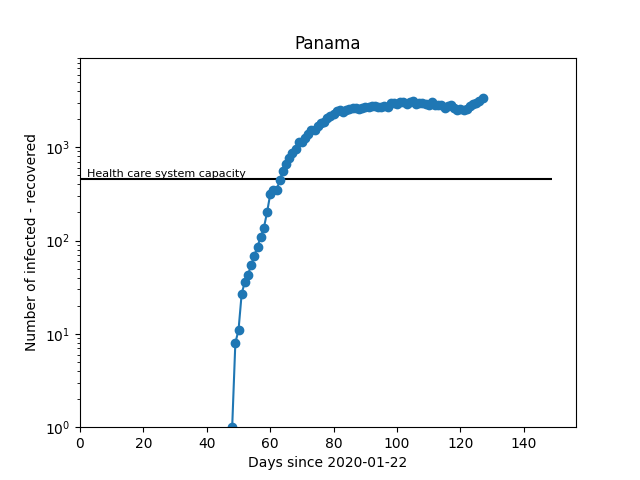 Panama
Number of infected - recovered
10^3
10^2
10^1
10^0
Health care system capacity
0 20 40 60 80 100 120 140
Days since 2020-01-22